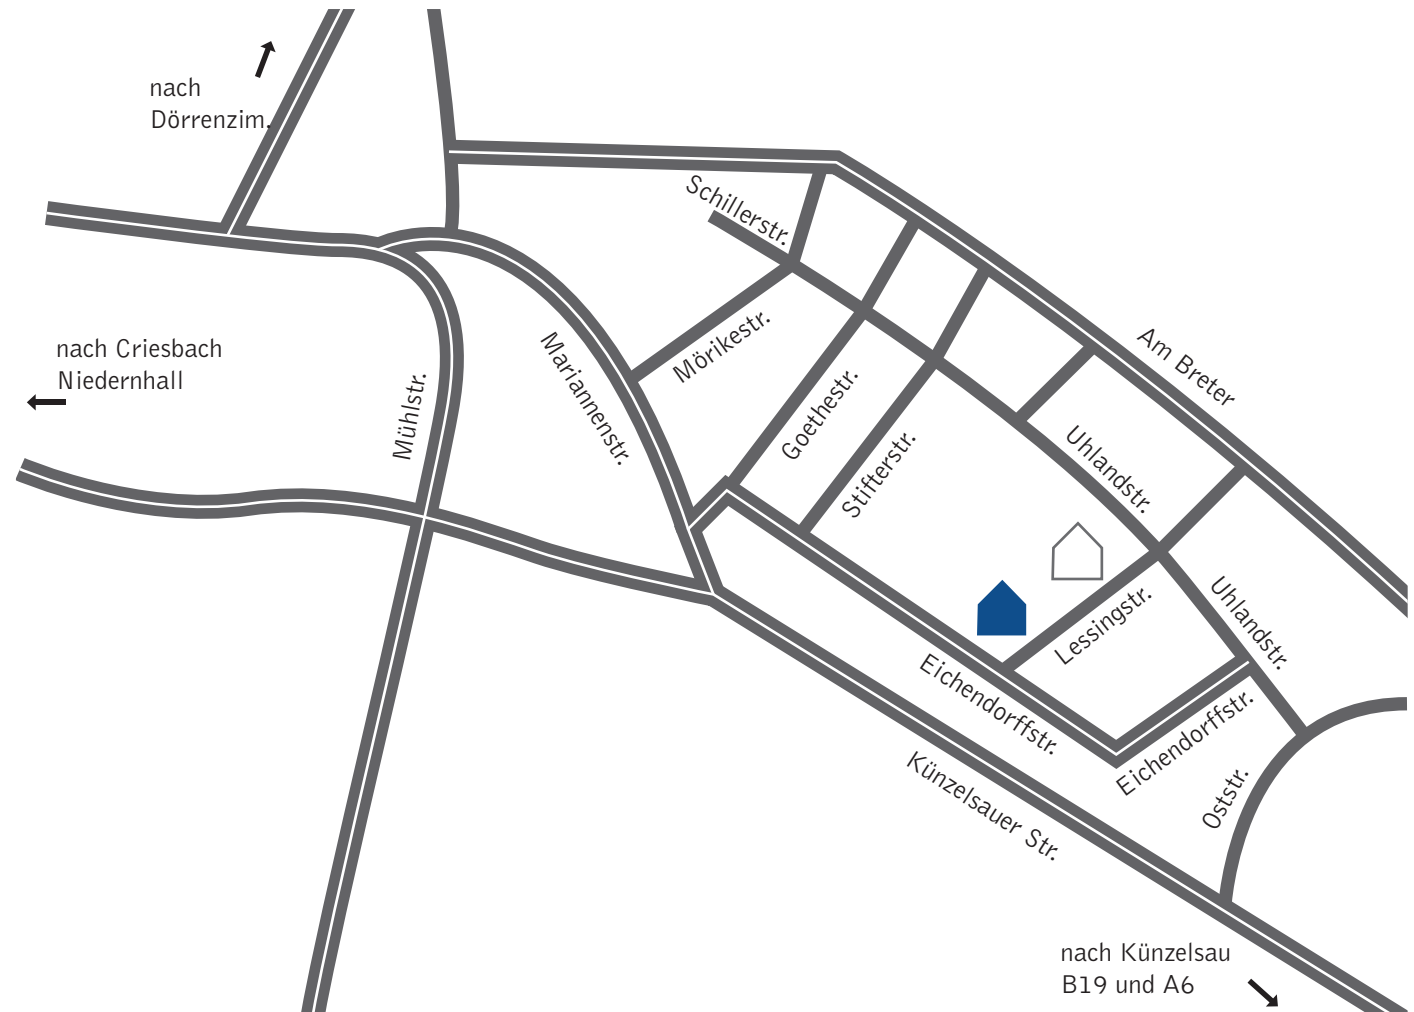 nach
Dörrenzim.
Schillerstr.
nach Criesbach
Niedernhall
Mühlstr.
Mariannenstr.
Mörikestr.
Goethestr.
Stifterstr.
Am Breter
Uhlandstr.
Lessingstr.
Uhlandstr.
Eichendorffstr.
Eichendorffstr.
Künzelsauer Str.
Oststr.
nach Künzelsau
B19 und A6